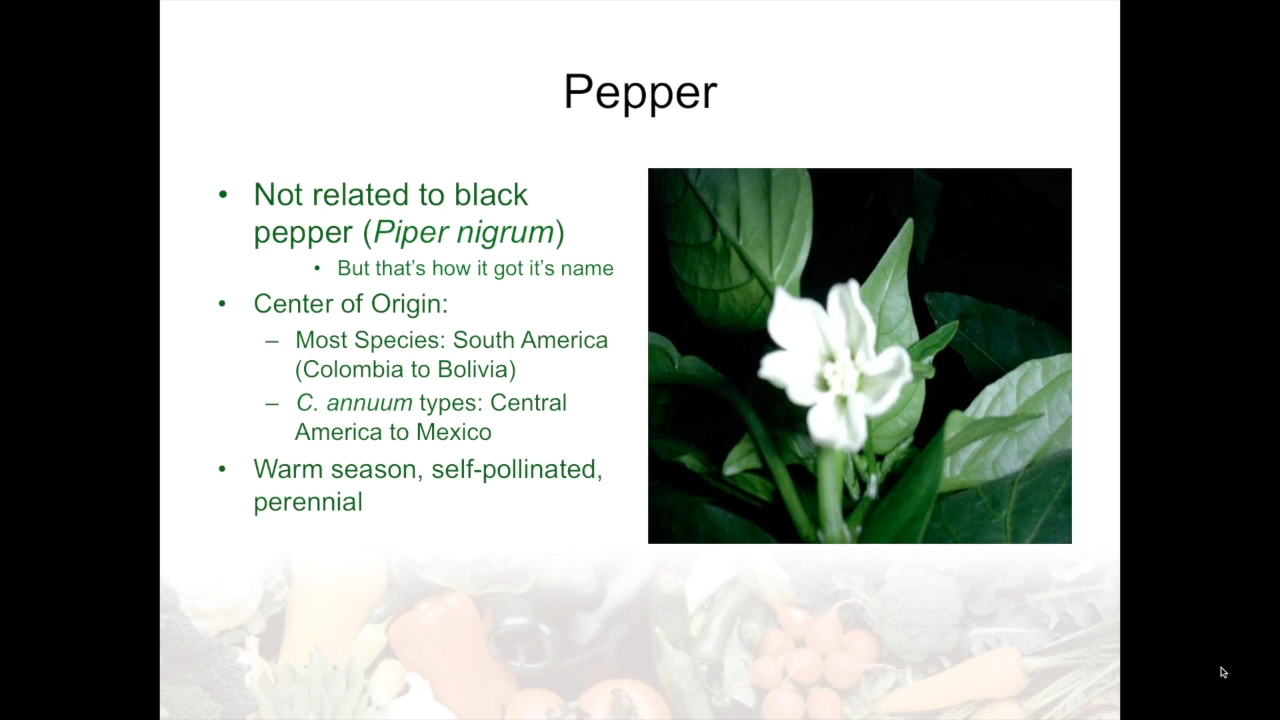 Pepper
• Not related to black
pepper (Piper nigrum)
• But that’s how it got it’s name
• Center of Origin:
– Most Species: South America
(Colombia to Bolivia)
– C. annuum types: Central
America to Mexico
• Warm season, self-pollinated,
perennial